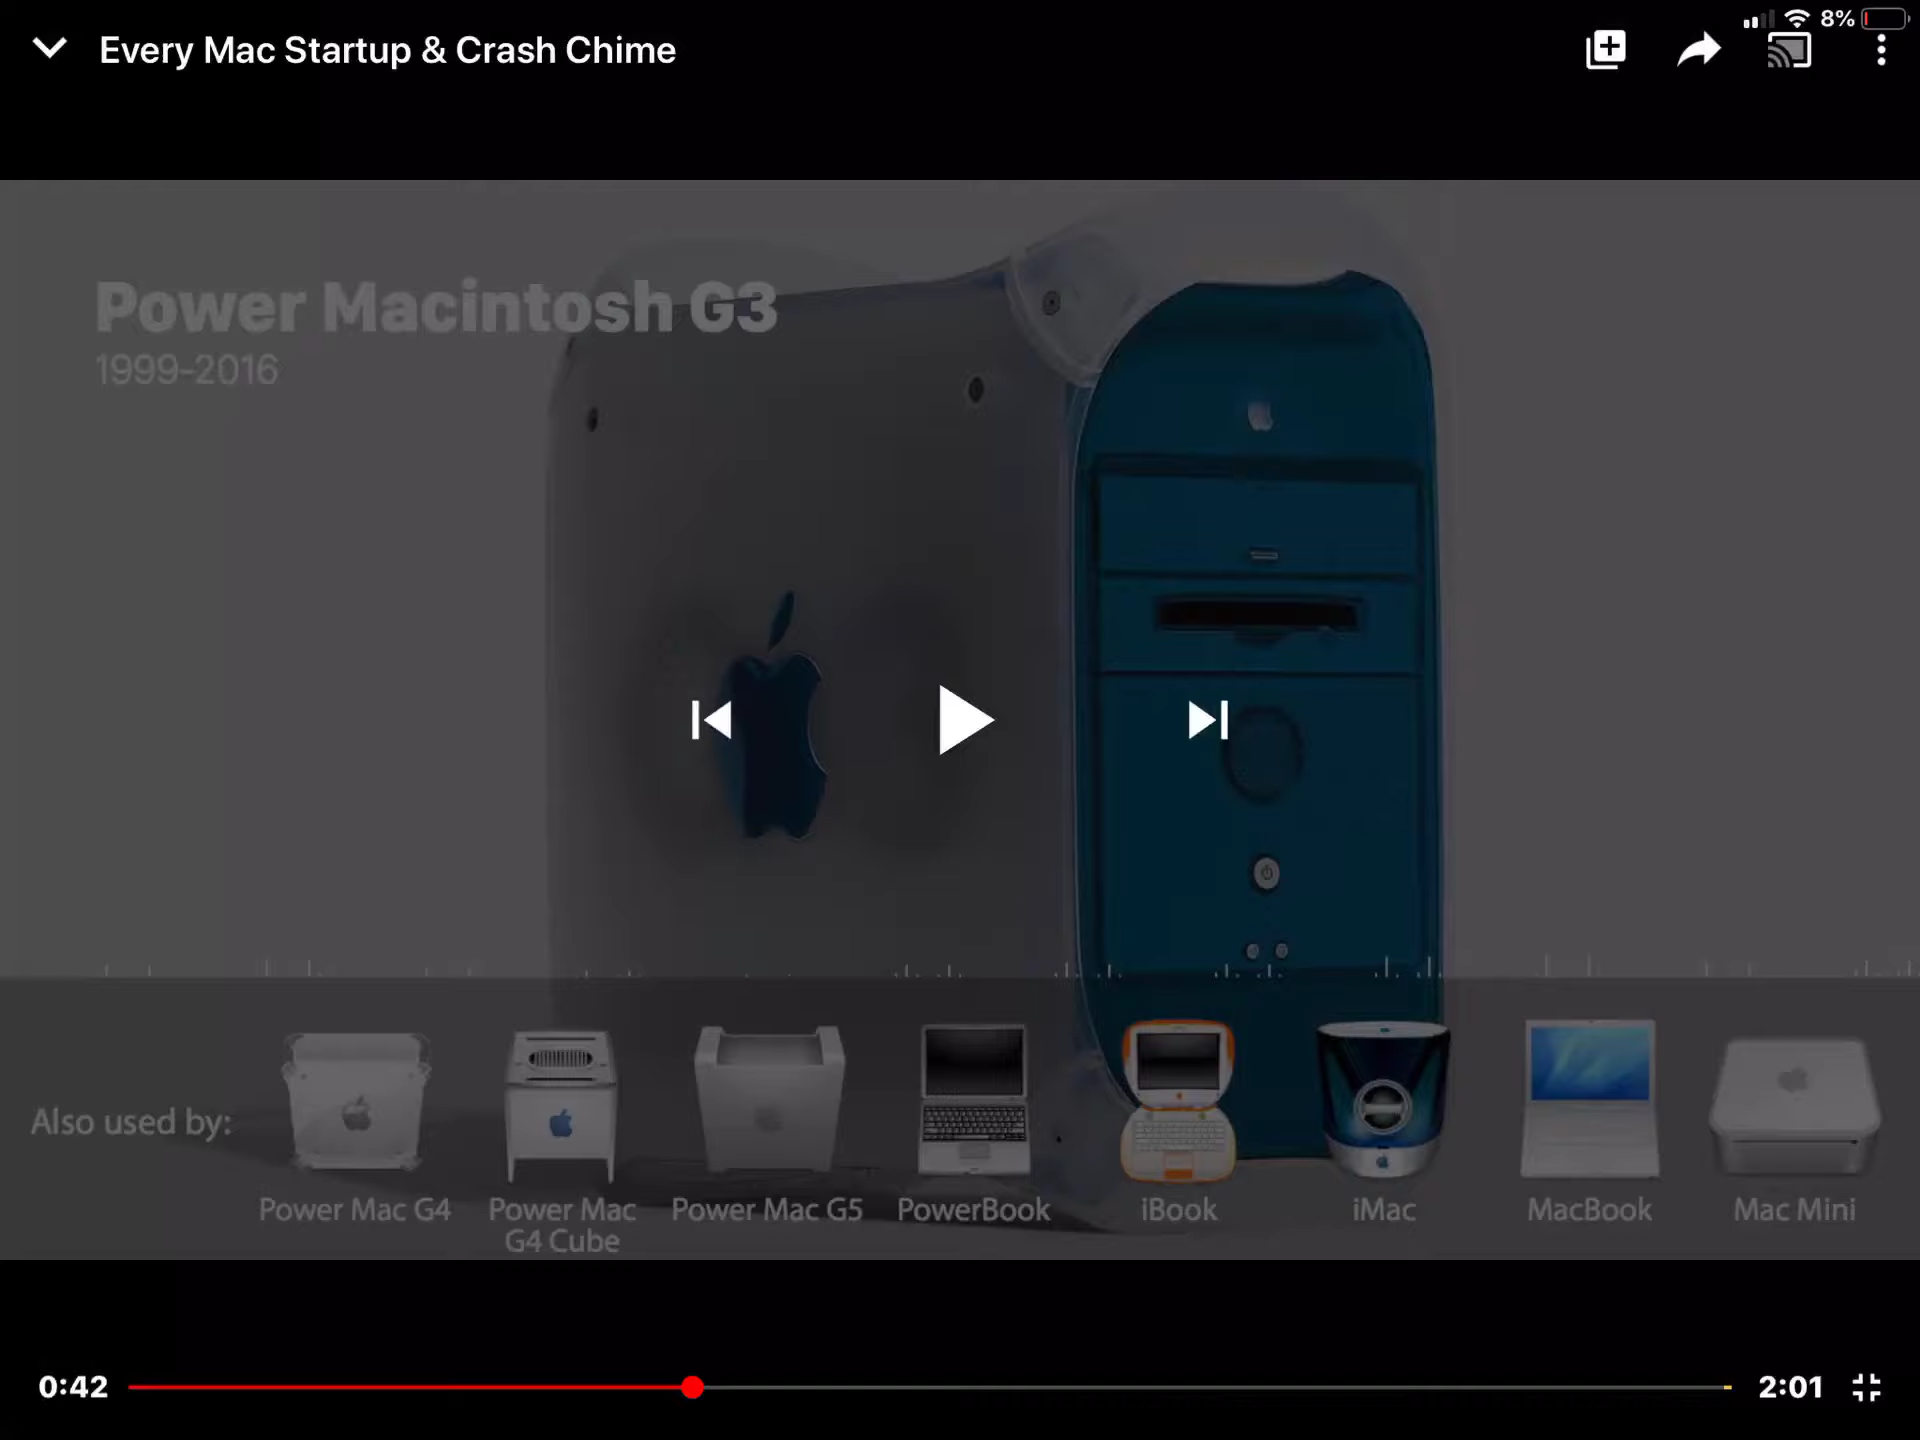 8%
Every Mac Startup & Crash Chime
Power Macintosh G3
1999-2016
Also used by:
Power Mac G4
Power Mac
G4 Cube
Power Mac G5
PowerBook
iBook
iMac
MacBook
Mac Mini
0:42
2:01